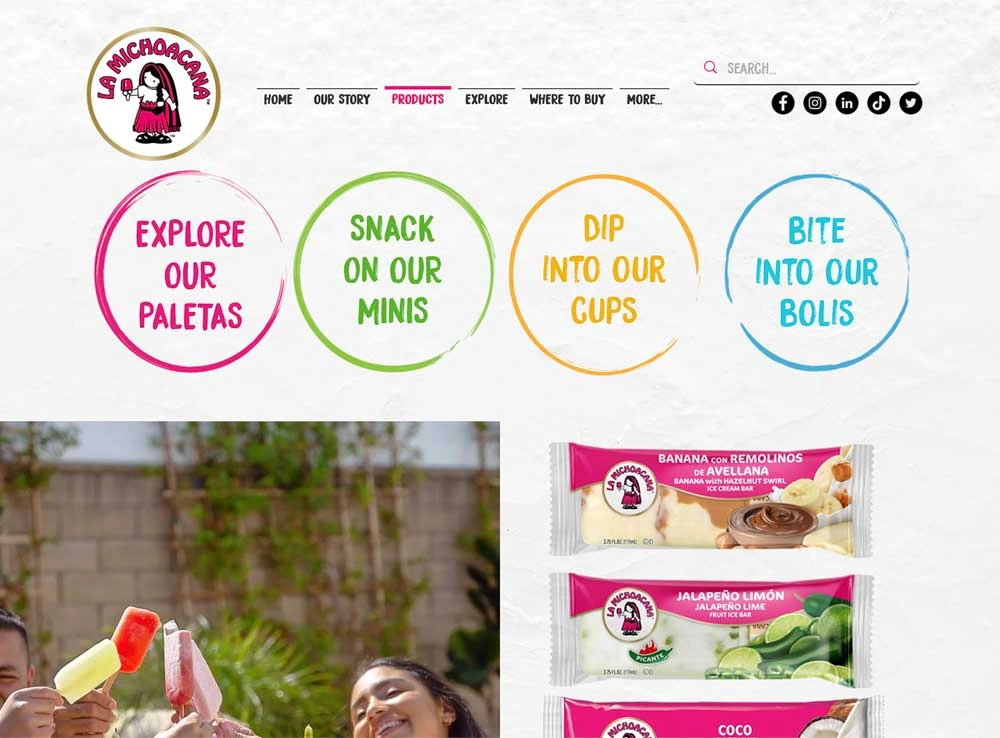 LA MICHOACANA
TM
SEARCH...
HOME
OUR STORY
PRODUCTS
EXPLORE
WHERE TO BUY
MORE...
EXPLORE
OUR
PALETAS
SNACK
ON OUR
MINIS
DIP
INTO OUR
CUPS
BITE
INTO OUR
BOLIS
BANANA CON REMOLINOS
DE AVELLANA
BANANA with HAZELNUT SWIRL
ICE CREAM BAR
LA MICHOACANA
JALAPEÑO LIMÓN
JALAPEÑO LIME
FRUIT ICE BAR
LA MICHOACANA
PICANTE
COCO
LA MICHOACANA